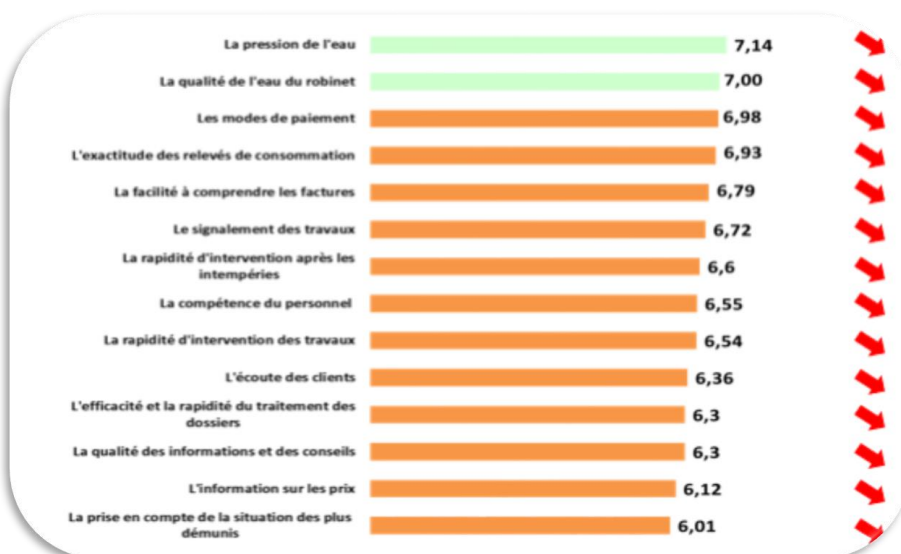 La pression de l'eau 7,14
La qualité de l'eau du robinet 7,00
Les modes de paiement 6,98
L'exactitude des relevés de consommation 6,93
La facilité à comprendre les factures 6,79
Le signalement des travaux 6,72
La rapidité d'intervention après les
intempéries 6,6
La compétence du personnel 6,55
La rapidité d'intervention des travaux 6,54
L'écoute des clients 6,36
L'efficacité et la rapidité du traitement des
dossiers 6,3
La qualité des informations et des conseils 6,3
L'information sur les prix 6,12
La prise en compte de la situation des plus
démunis 6,01